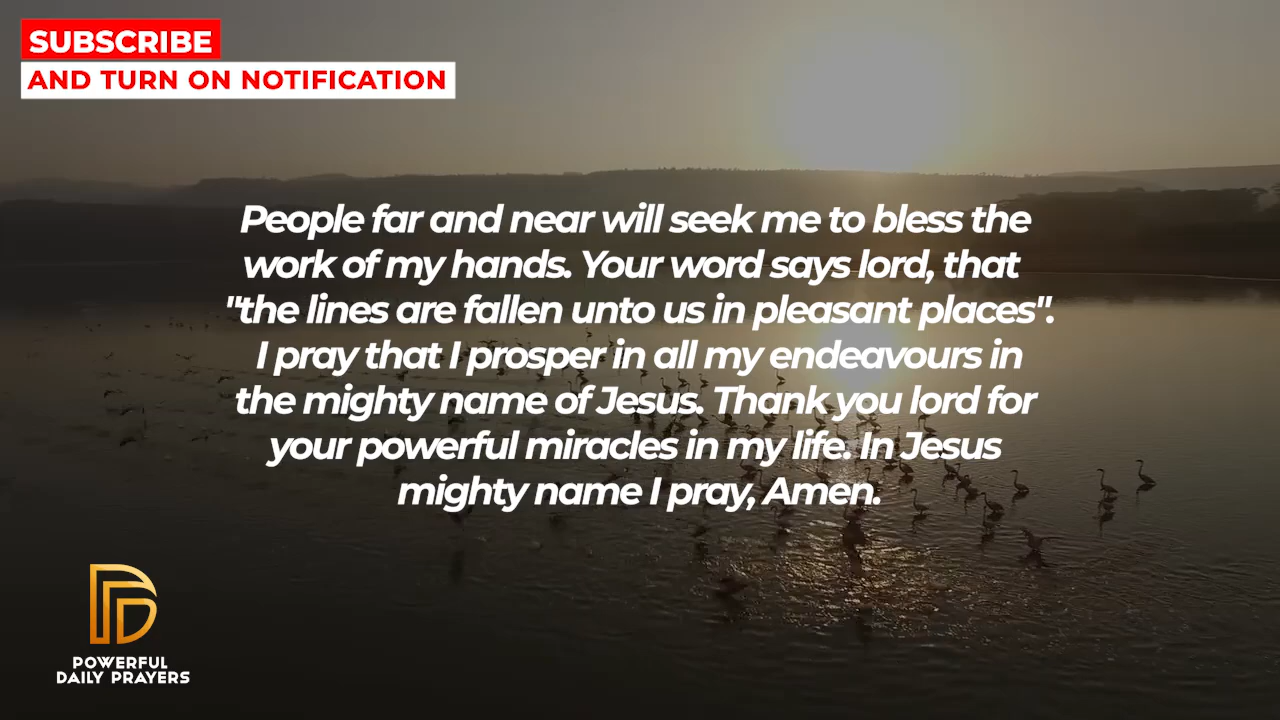 SUBSCRIBE
AND TURN ON NOTIFICATION
People far and near will seek me to bless the
work of my hands. Your word says lord, that
"the lines are fallen unto us in pleasant places".
I pray that I prosper in all my endeavours in
the mighty name of Jesus. Thank you lord for
your powerful miracles in my life. In Jesus
mighty name I pray, Amen.
POWERFUL
DAILY PRAYERS